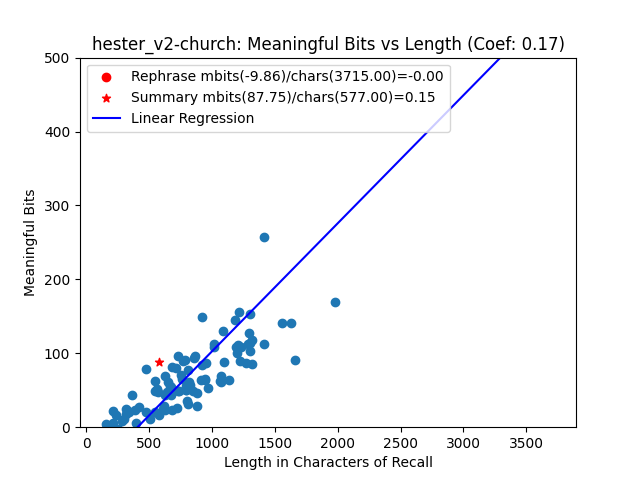 hester_v2-church: Meaningful Bits vs Length (Coef: 0.17)
Rephrase mbits(-9.86)/chars(3715.00)=-0.00
Summary mbits(87.75)/chars(577.00)=0.15
Linear Regression
500
400
300
200
100
0
Meaningful Bits
0 500 1000 1500 2000 2500 3000 3500
Length in Characters of Recall